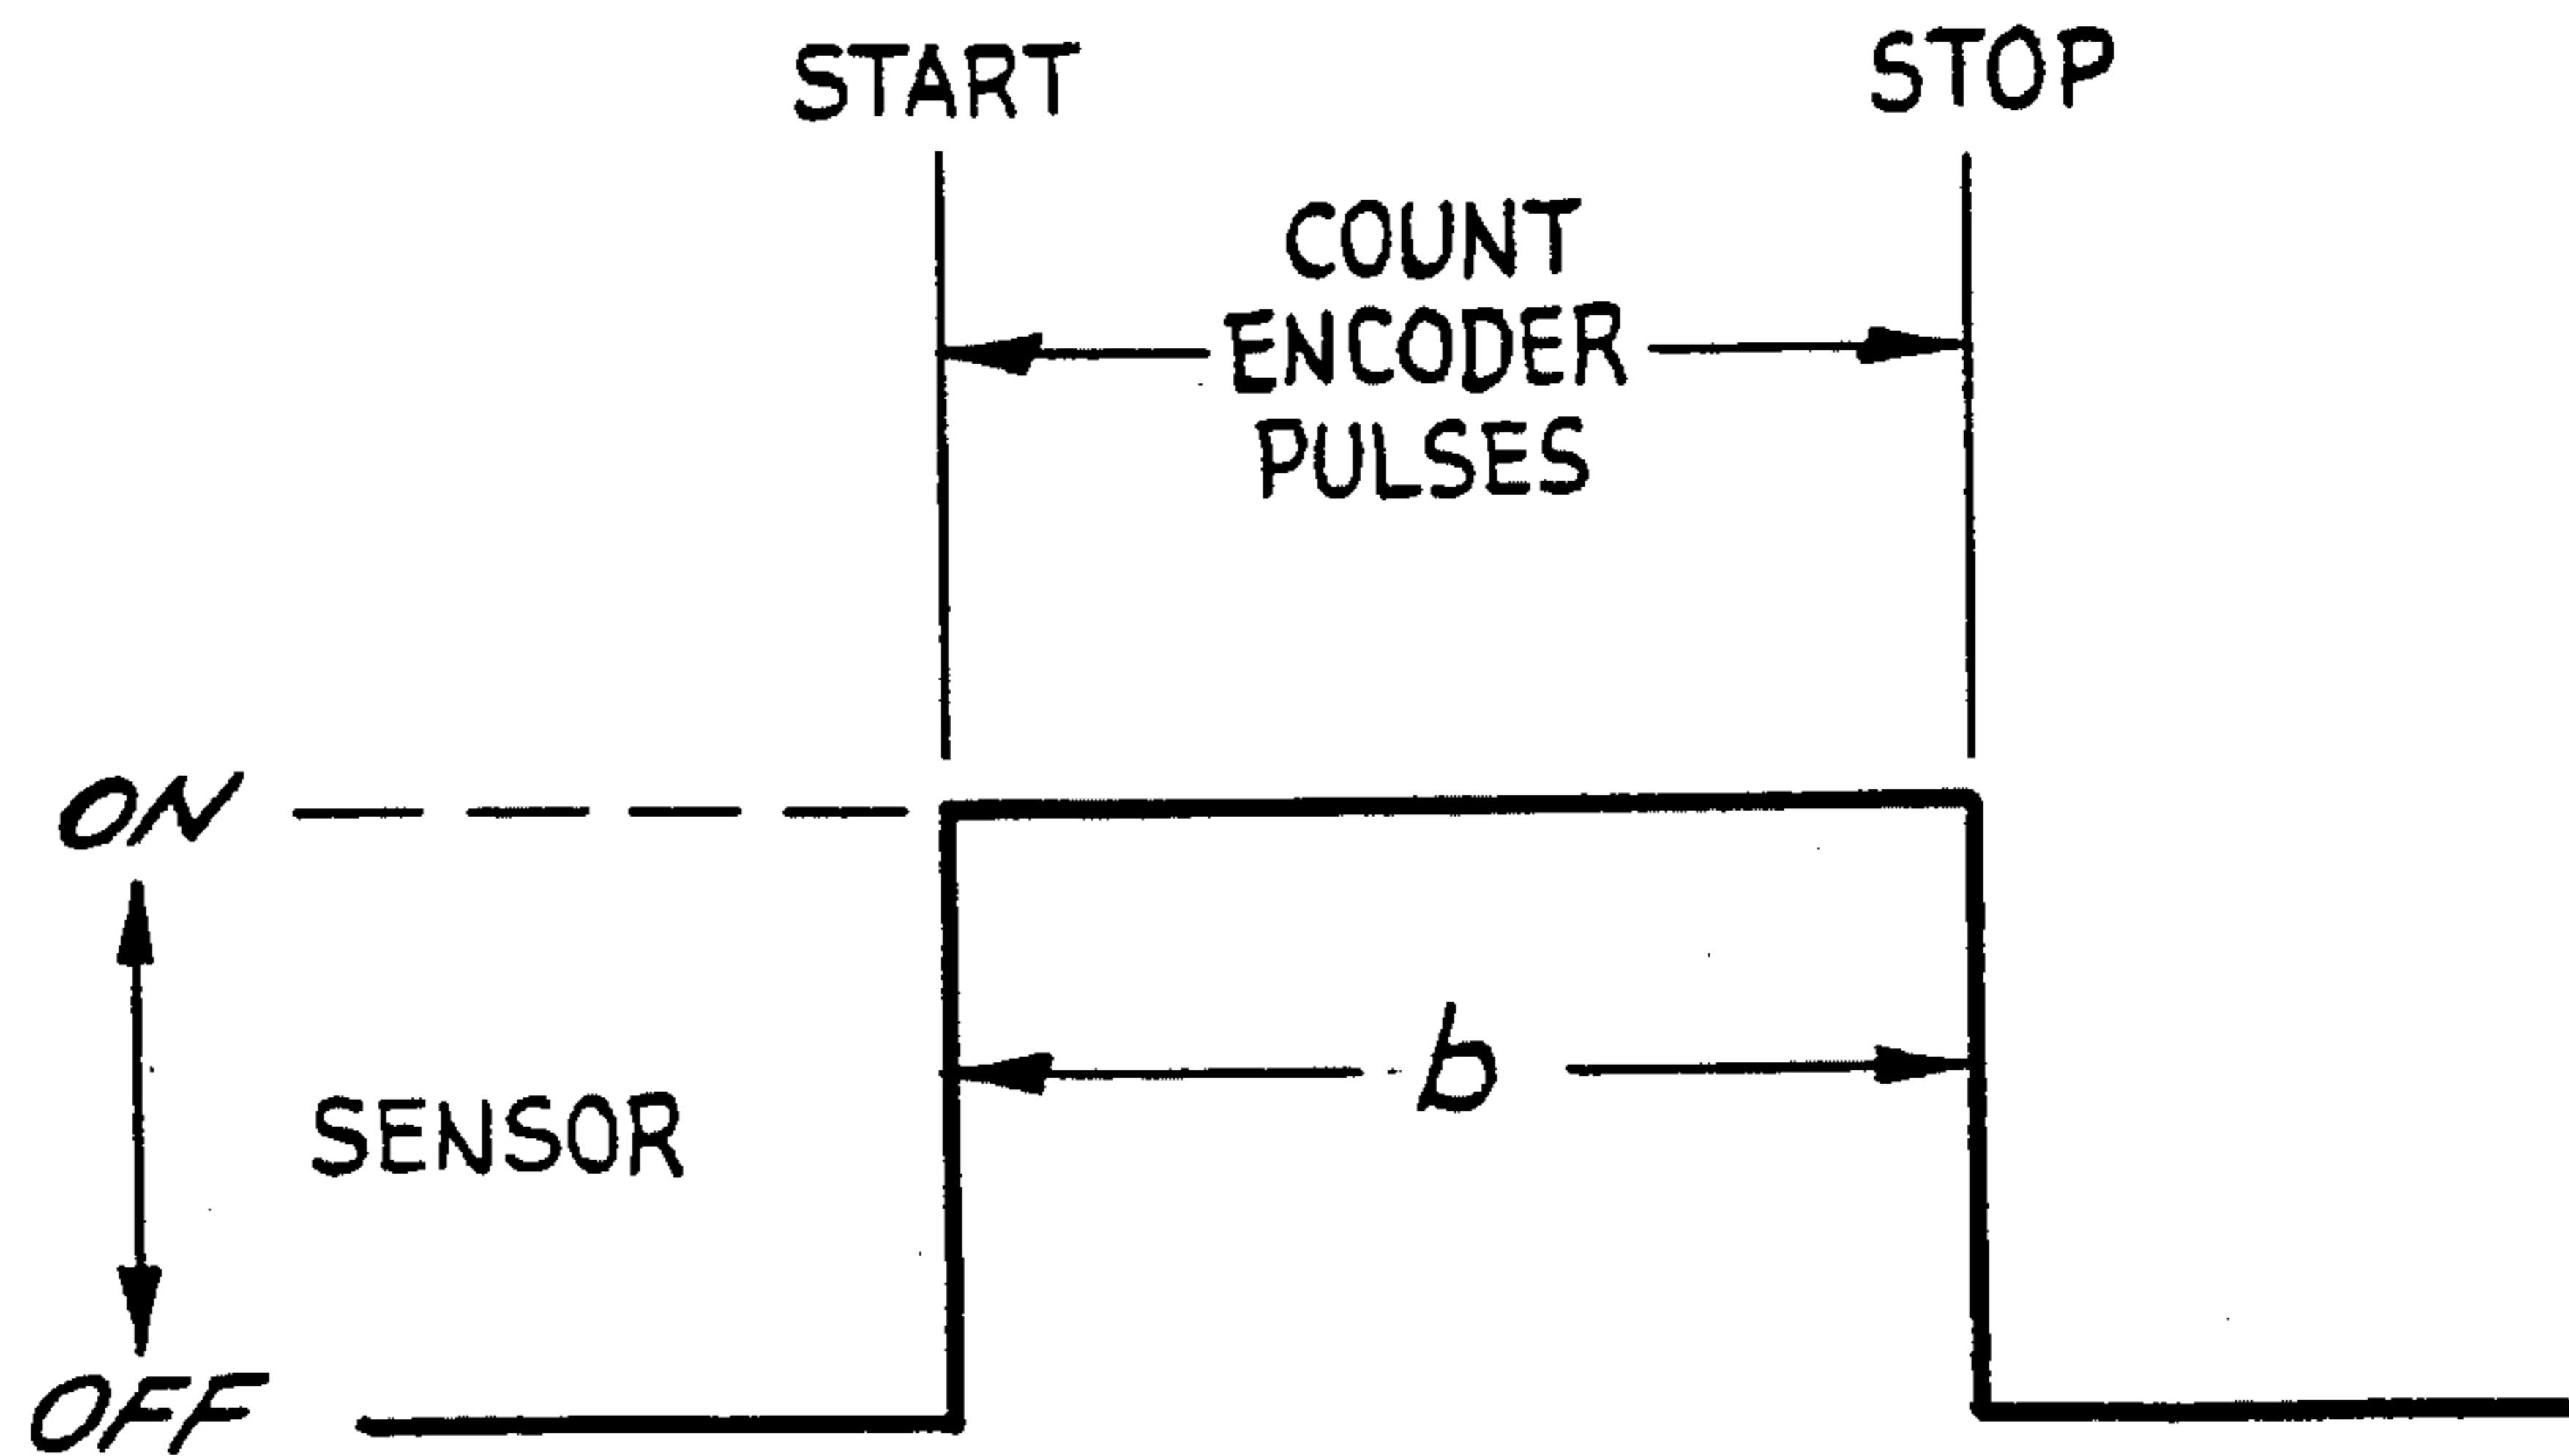 START
STOP
COUNT
ENCODER
PULSES
ON
b
SENSOR
OFF